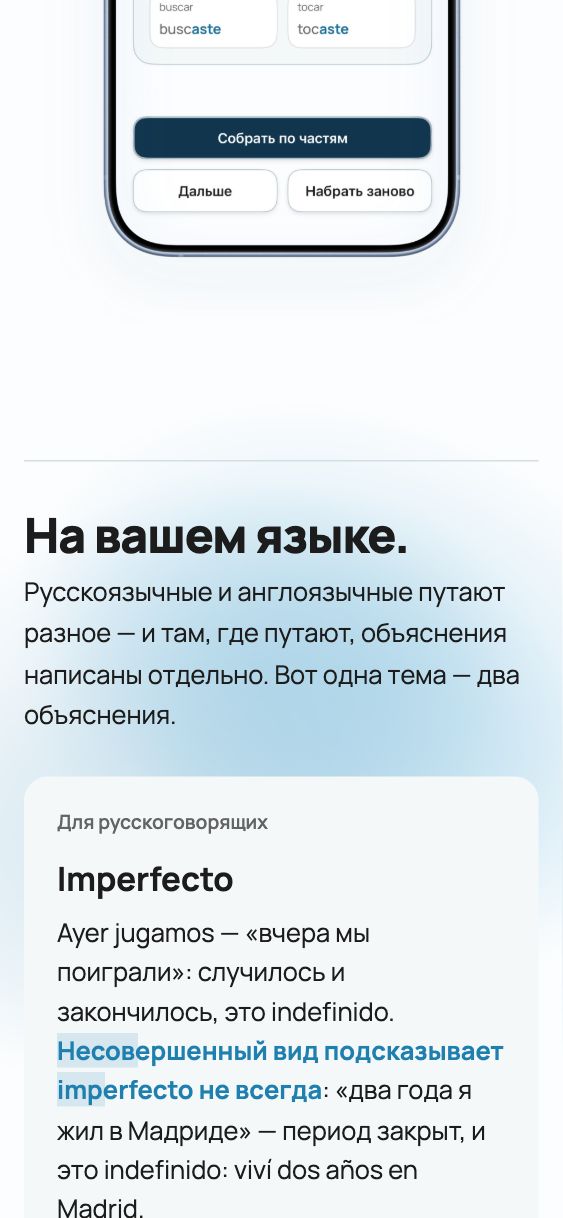 buscar
tocar
buscaste
tocaste
Собрать по частям
Дальше
Набрать заново
На вашем языке.
Русскоязычные и англоязычные путают
разное — и там, где путают, объяснения
написаны отдельно. Вот одна тема — два
объяснения.
Для русскоговорящих
Imperfecto
Ayer jugamos — «вчера мы
поиграли»: случилось и
закончилось, это indefinido.
Несовершенный вид подсказывает
imperfecto не всегда: «два года я
жил в Мадриде» — период закрыт, и
это indefinido: viví dos años en
Madrid.